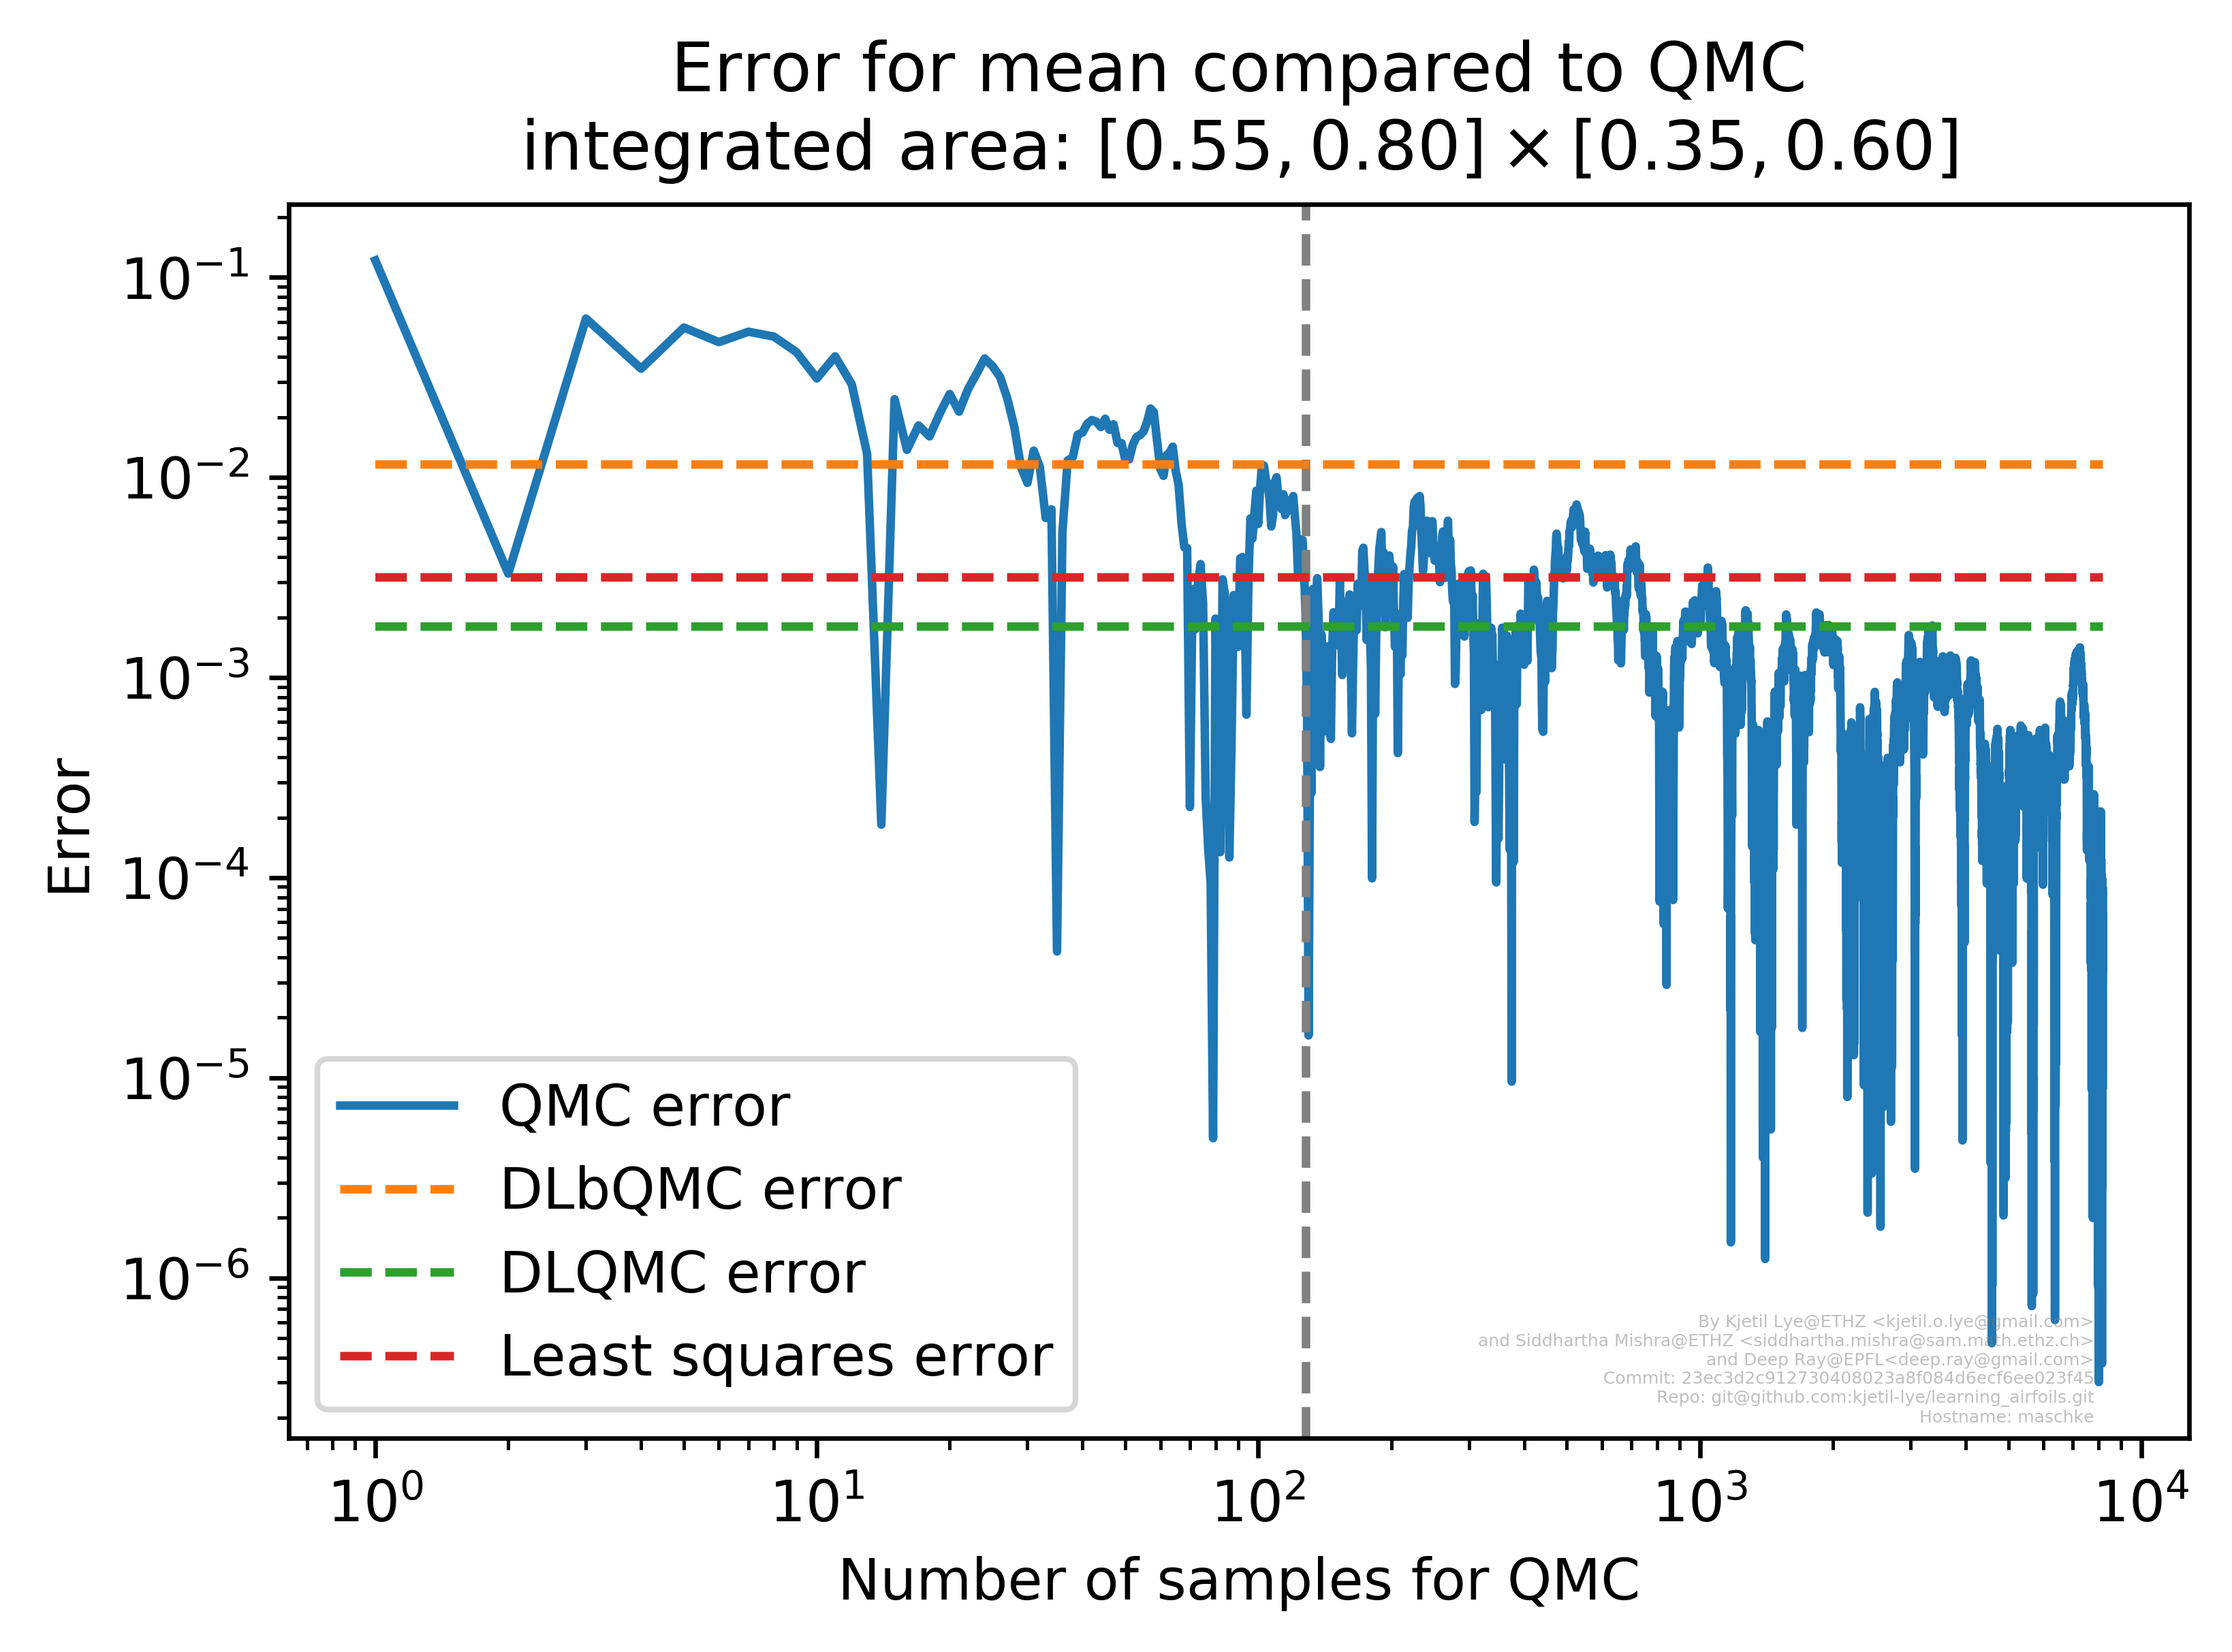 Error for mean compared to QMC
integrated area: [0.55, 0.80] × [0.35, 0.60]
Error
10⁻¹
10⁻²
10⁻³
10⁻⁴
10⁻⁵
10⁻⁶
QMC error
DLbQMC error
DLQMC error
Least squares error
By Kjetil Lye@ETHZ <kjetil.o.lye@gmail.com>
and Siddhartha Mishra@ETHZ <siddhartha.mishra@sam.math.ethz.ch>
and Deep Ray@EPFL<deep.ray@gmail.com>
Commit: 23ec3d2c912730408023a8f084d6ecf6ee023f45
Repo: git@github.com:kjetil-lye/learning_airfoils.git
Hostname: maschke
10⁰ 10¹ 10² 10³ 10⁴
Number of samples for QMC